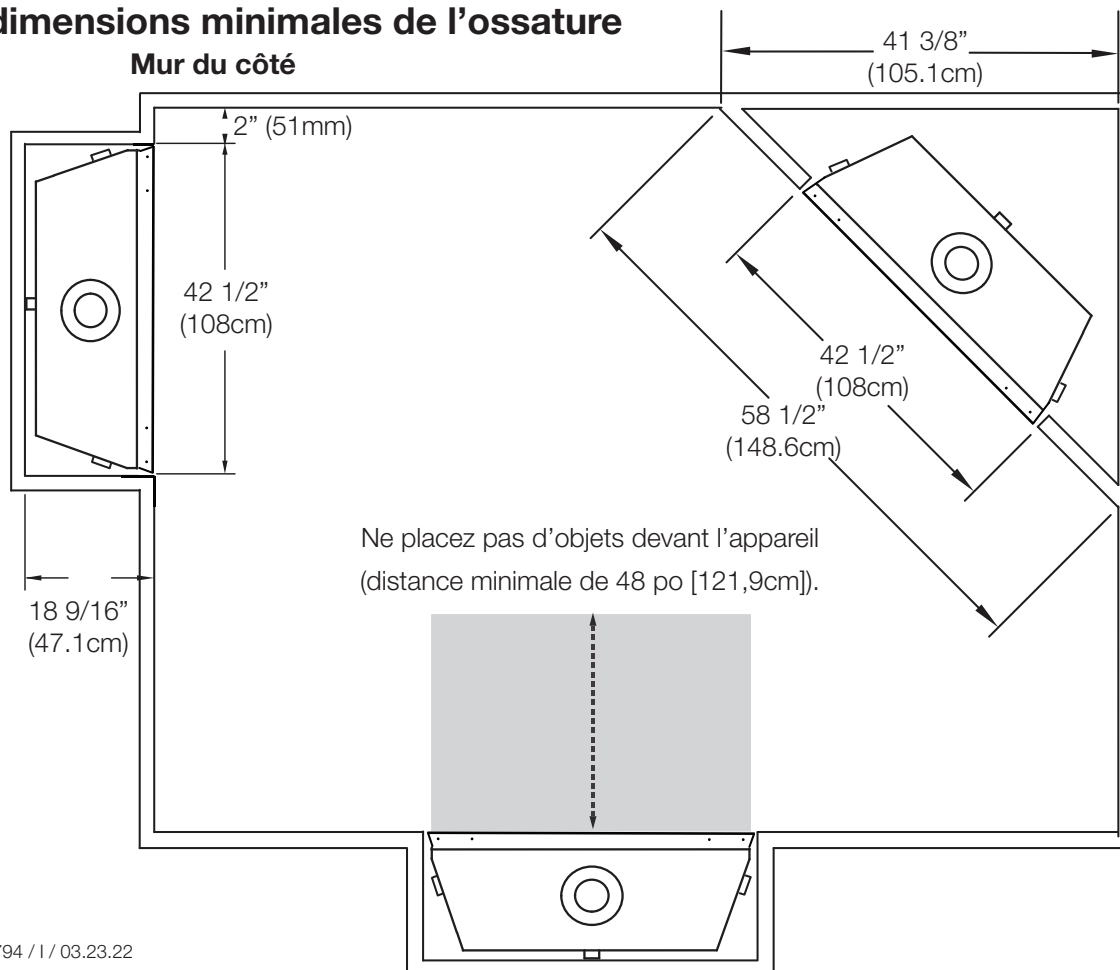 dimensions minimales de l’ossature
Mur du côté
41 3/8”
(105.1cm)
2” (51mm)
42 1/2”
(108cm)
42 1/2”
(108cm)
58 1/2”
(148.6cm)
Ne placez pas d’objets devant l’appareil
(distance minimale de 48 po [121,9cm]).
18 9/16”
(47.1cm)
794 / I / 03.23.22